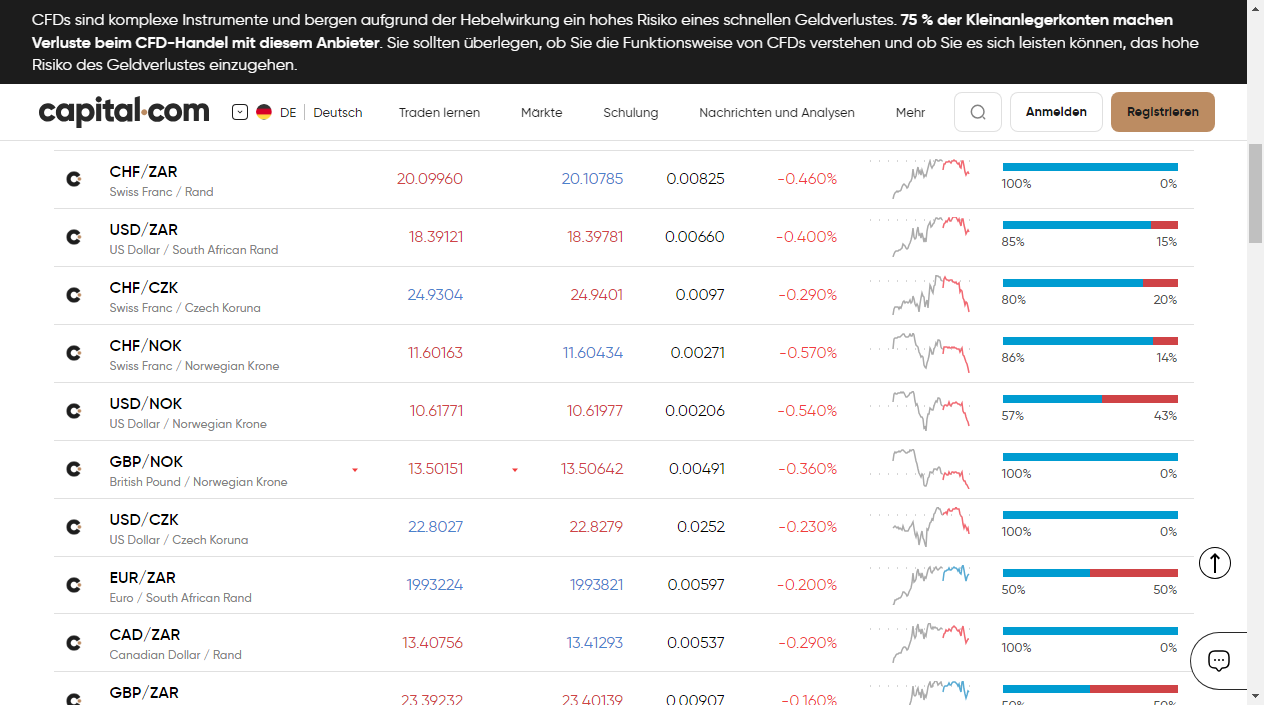 CFDs sind komplexe Instrumente und bergen aufgrund der Hebelwirkung ein hohes Risiko eines schnellen Geldverlustes. 75 % der Kleinanlegerkonten machen
Verluste beim CFD-Handel mit diesem Anbieter. Sie sollten überlegen, ob Sie die Funktionsweise von CFDs verstehen und ob Sie es sich leisten können, das hohe
Risiko des Geldverlustes einzugehen.
capital.com DE Deutsch Traden lernen Märkte Schulung Nachrichten und Analysen Mehr Anmelden Registrieren
CHF/ZAR 20.09960 20.10785 0.00825 -0.460%
Swiss Franc / Rand 100% 0%
USD/ZAR 18.39121 18.39781 0.00660 -0.400%
US Dollar / South African Rand 85% 15%
CHF/CZK 24.9304 24.9401 0.0097 -0.290%
Swiss Franc / Czech Koruna 80% 20%
CHF/NOK 11.60163 11.60434 0.00271 -0.570%
Swiss Franc / Norwegian Krone 86% 14%
USD/NOK 10.61771 10.61977 0.00206 -0.540%
US Dollar / Norwegian Krone 57% 43%
GBP/NOK 13.50151 13.50642 0.00491 -0.360%
British Pound / Norwegian Krone 100% 0%
USD/CZK 22.8027 22.8279 0.0252 -0.230%
US Dollar / Czech Koruna 100% 0%
EUR/ZAR 19.93224 19.93821 0.00597 -0.200%
Euro / South African Rand 50% 50%
CAD/ZAR 13.40756 13.41293 0.00537 -0.290%
Canadian Dollar / Rand 100% 0%
GBP/ZAR 23.39232 23.40139 0.00907 -0.160%
50% 50%